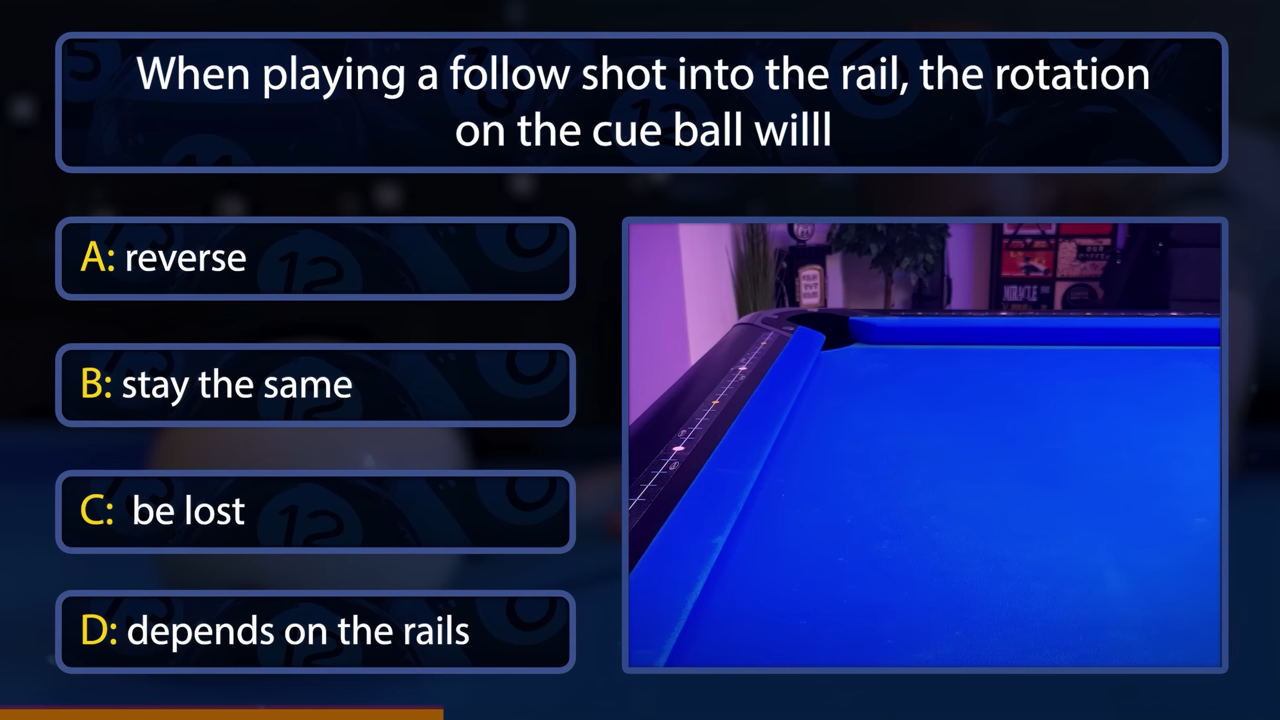 When playing a follow shot into the rail, the rotation
on the cue ball willl
A: reverse
B: stay the same
C: be lost
D: depends on the rails
MIRACLE